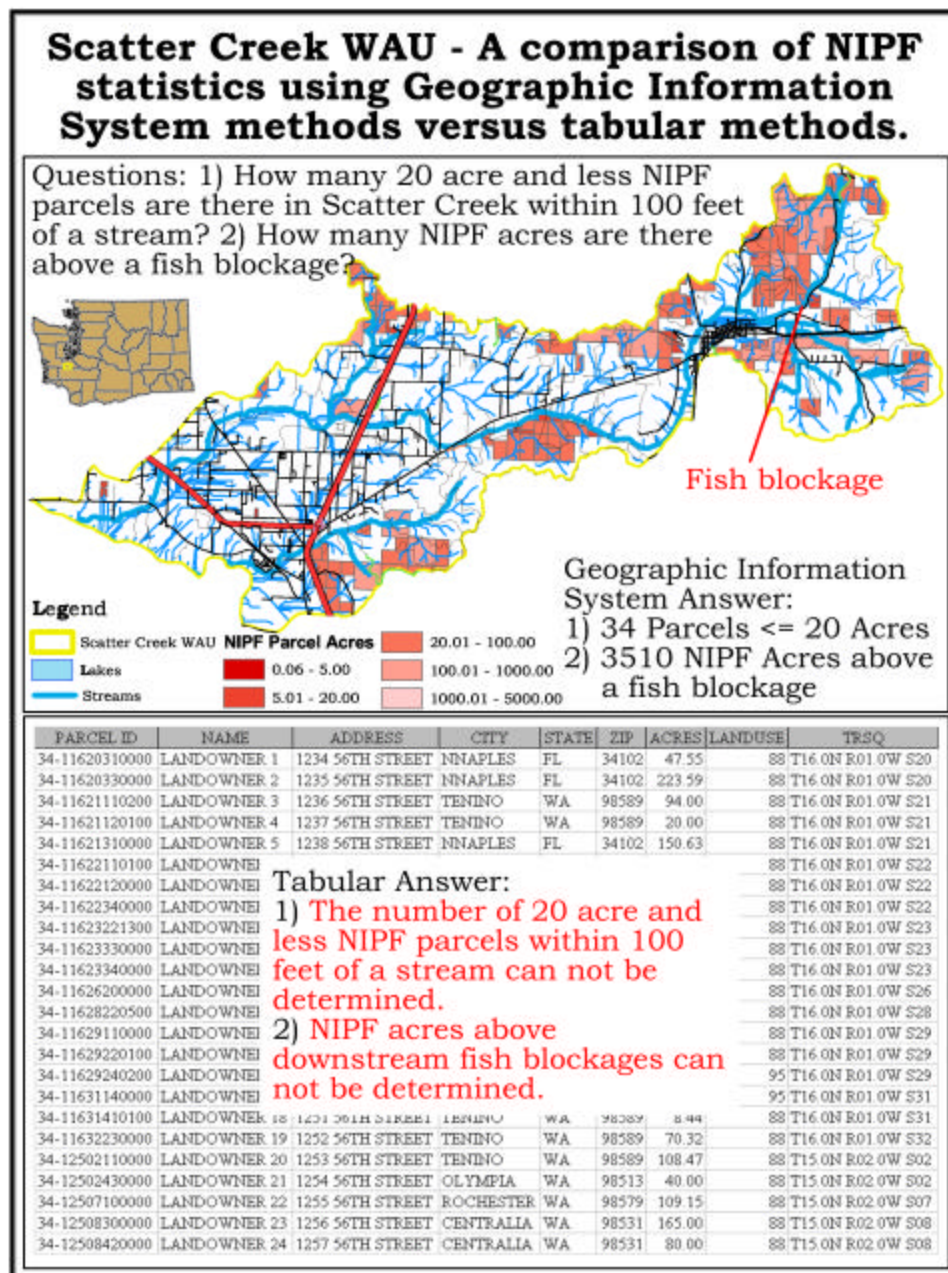 Scatter Creek WAU - A comparison of NIPF
statistics using Geographic Information
System methods versus tabular methods.
Questions: 1) How many 20 acre and less NIPF
parcels are there in Scatter Creek within 100 feet
of a stream? 2) How many NIPF acres are there
above a fish blockage?
Fish blockage
Geographic Information
System Answer:
1) 34 Parcels <= 20 Acres
2) 3510 NIPF Acres above
a fish blockage
Legend
Scatter Creek WAU
Lakes
Streams
NIPF Parcel Acres
0.06 - 5.00
5.01 - 20.00
20.01 - 100.00
100.01 - 1000.00
1000.01 - 5000.00
PARCEL ID NAME ADDRESS CITY STATE ZIP ACRES LANDUSE TRSQ
34-11620310000 LANDOWNER 1 1234 56TH STREET NNAPLES FL 34102 47.55 88 T16.0N R01.0W S20
34-11620330000 LANDOWNER 2 1235 56TH STREET NNAPLES FL 34102 223.59 88 T16.0N R01.0W S20
34-11621110200 LANDOWNER 3 1236 56TH STREET TENINO WA 98589 94.00 88 T16.0N R01.0W S21
34-11621120100 LANDOWNER 4 1237 56TH STREET TENINO WA 98589 20.00 88 T16.0N R01.0W S21
34-11621310000 LANDOWNER 5 1238 56TH STREET NNAPLES FL 34102 150.63 88 T16.0N R01.0W S21
34-11622110100 LANDOWNE 88 T16.0N R01.0W S22
34-11622120000 LANDOWNE 88 T16.0N R01.0W S22
34-11622340000 LANDOWNE 88 T16.0N R01.0W S22
34-11623221300 LANDOWNE 88 T16.0N R01.0W S23
34-11623330000 LANDOWNE 88 T16.0N R01.0W S23
34-11623340000 LANDOWNE 88 T16.0N R01.0W S23
34-11626200000 LANDOWNE 88 T16.0N R01.0W S26
34-11628220500 LANDOWNE 88 T16.0N R01.0W S28
34-11629110000 LANDOWNE 88 T16.0N R01.0W S29
34-11629220100 LANDOWNE 88 T16.0N R01.0W S29
34-11629240200 LANDOWNE 95 T16.0N R01.0W S29
34-11631140000 LANDOWNE 95 T16.0N R01.0W S31
Tabular Answer:
1) The number of 20 acre and
less NIPF parcels within 100
feet of a stream can not be
determined.
2) NIPF acres above
downstream fish blockages can
not be determined.
34-11631410100 LANDOWNER 18 1251 56TH STREET TENINO WA 98589 8.44 88 T16.0N R01.0W S31
34-11632230000 LANDOWNER 19 1252 56TH STREET TENINO WA 98589 70.32 88 T16.0N R01.0W S32
34-12502110000 LANDOWNER 20 1253 56TH STREET TENINO WA 98589 108.47 88 T15.0N R02.0W S02
34-12502430000 LANDOWNER 21 1254 56TH STREET OLYMPIA WA 98513 40.00 88 T15.0N R02.0W S02
34-12507100000 LANDOWNER 22 1255 56TH STREET ROCHESTER WA 98579 109.15 88 T15.0N R02.0W S07
34-12508300000 LANDOWNER 23 1256 56TH STREET CENTRALIA WA 98531 165.00 88 T15.0N R02.0W S08
34-12508420000 LANDOWNER 24 1257 56TH STREET CENTRALIA WA 98531 80.00 88 T15.0N R02.0W S08